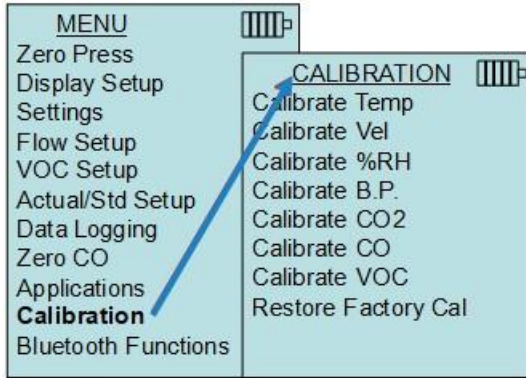 MENU
Zero Press
Display Setup
Settings
Flow Setup
VOC Setup
Actual/Std Setup
Data Logging
Zero CO
Applications
Calibration
Bluetooth Functions
CALIBRATION
Calibrate Temp
Calibrate Vel
Calibrate %RH
Calibrate B.P.
Calibrate CO2
Calibrate CO
Calibrate VOC
Restore Factory Cal